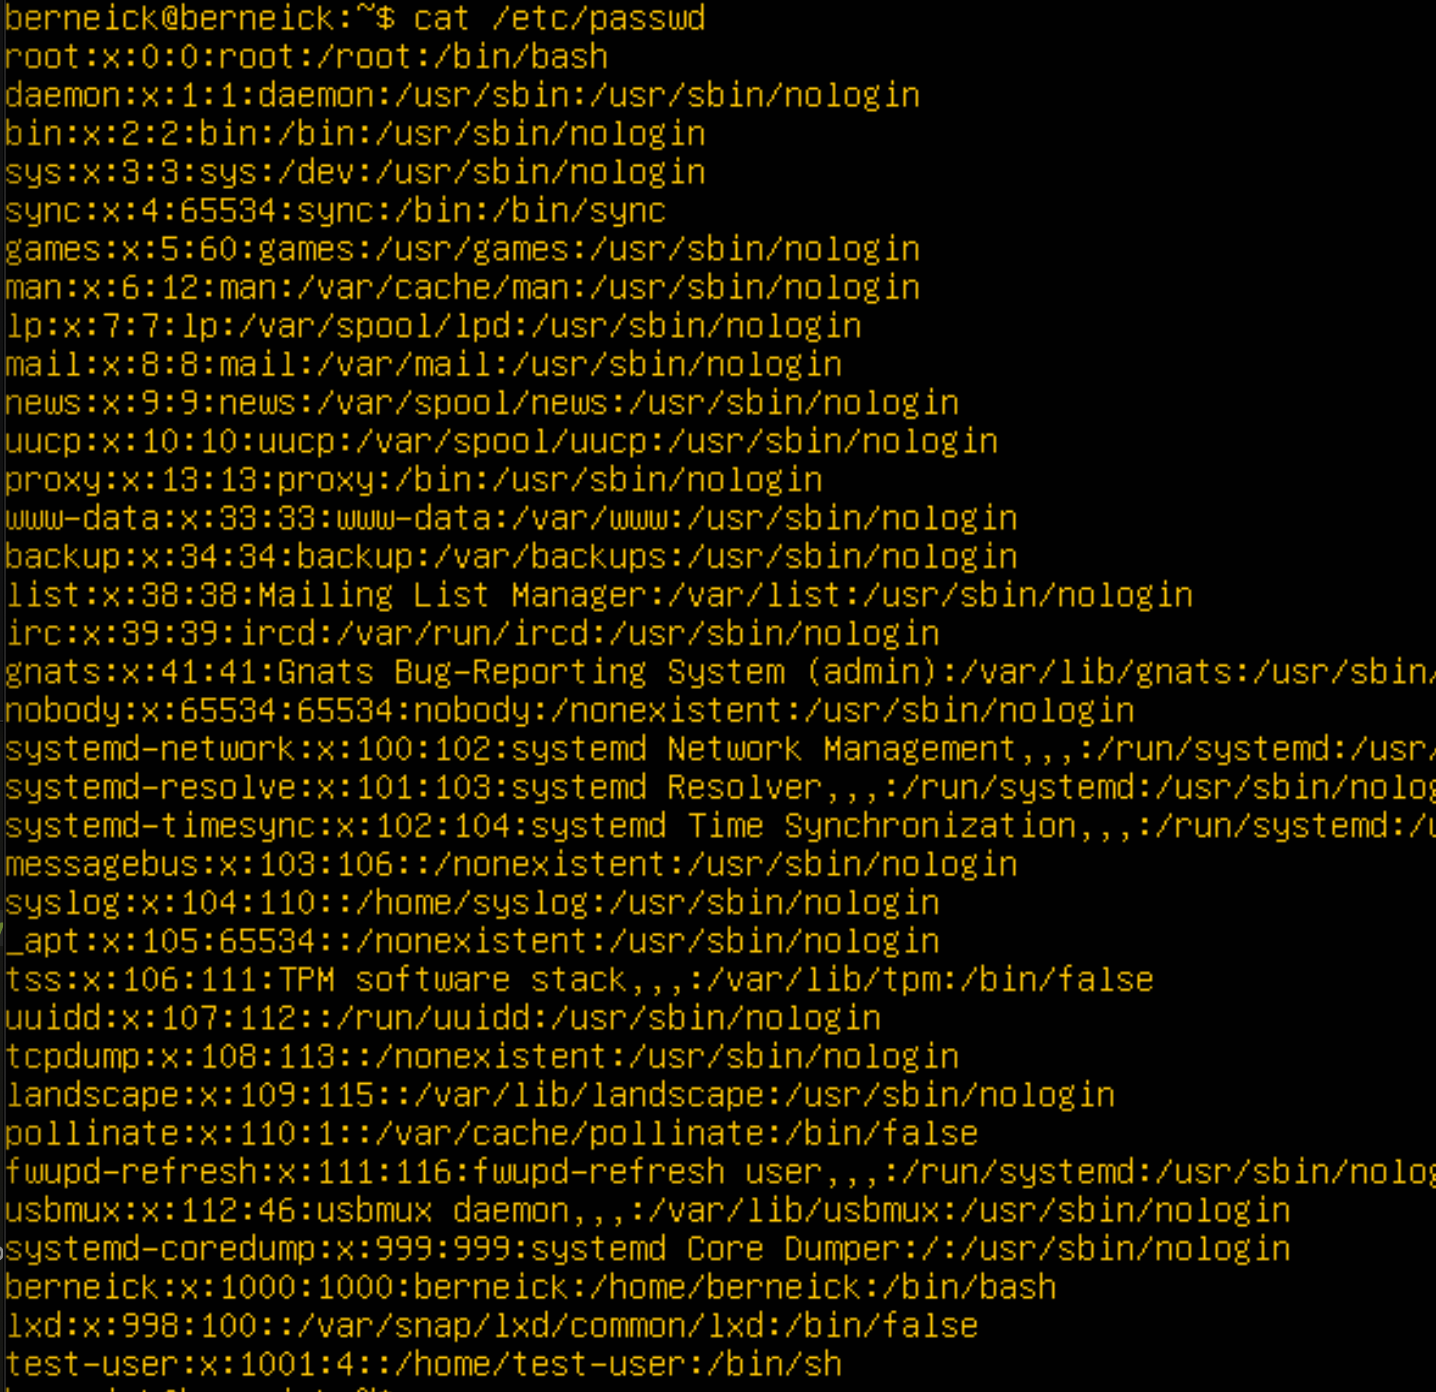 berneick@berneick:~$ cat /etc/passwd
root:x:0:0:root:/root:/bin/bash
daemon:x:1:1:daemon:/usr/sbin:/usr/sbin/nologin
bin:x:2:2:bin:/bin:/usr/sbin/nologin
sys:x:3:3:sys:/dev:/usr/sbin/nologin
sync:x:4:65534:sync:/bin:/bin/sync
games:x:5:60:games:/usr/games:/usr/sbin/nologin
man:x:6:12:man:/var/cache/man:/usr/sbin/nologin
lp:x:7:7:lp:/var/spool/lpd:/usr/sbin/nologin
mail:x:8:8:mail:/var/mail:/usr/sbin/nologin
news:x:9:9:news:/var/spool/news:/usr/sbin/nologin
uucp:x:10:10:uucp:/var/spool/uucp:/usr/sbin/nologin
proxy:x:13:13:proxy:/bin:/usr/sbin/nologin
www-data:x:33:33:www-data:/var/www:/usr/sbin/nologin
backup:x:34:34:backup:/var/backups:/usr/sbin/nologin
list:x:38:38:Mailing List Manager:/var/list:/usr/sbin/nologin
irc:x:39:39:ircd:/var/run/ircd:/usr/sbin/nologin
gnats:x:41:41:Gnats Bug-Reporting System (admin):/var/lib/gnats:/usr/sbin/
nobody:x:65534:65534:nobody:/nonexistent:/usr/sbin/nologin
systemd-network:x:100:102:systemd Network Management,,,:/run/systemd:/usr/
systemd-resolve:x:101:103:systemd Resolver,,,:/run/systemd:/usr/sbin/nolog
systemd-timesync:x:102:104:systemd Time Synchronization,,,:/run/systemd:/u
messagebus:x:103:106::/nonexistent:/usr/sbin/nologin
syslog:x:104:110::/home/syslog:/usr/sbin/nologin
_apt:x:105:65534::/nonexistent:/usr/sbin/nologin
tss:x:106:111:TPM software stack,,,:/var/lib/tpm:/bin/false
uuidd:x:107:112::/run/uuidd:/usr/sbin/nologin
tcpdump:x:108:113::/nonexistent:/usr/sbin/nologin
landscape:x:109:115::/var/lib/landscape:/usr/sbin/nologin
pollinate:x:110:1::/var/cache/pollinate:/bin/false
fwupd-refresh:x:111:116:fwupd-refresh user,,,:/run/systemd:/usr/sbin/nolog
usbmux:x:112:46:usbmux daemon,,,:/var/lib/usbmux:/usr/sbin/nologin
systemd-coredump:x:999:999:systemd Core Dumper:/:/usr/sbin/nologin
berneick:x:1000:1000:berneick:/home/berneick:/bin/bash
lxd:x:998:100::/var/snap/lxd/common/lxd:/bin/false
test-user:x:1001:4::/home/test-user:/bin/sh